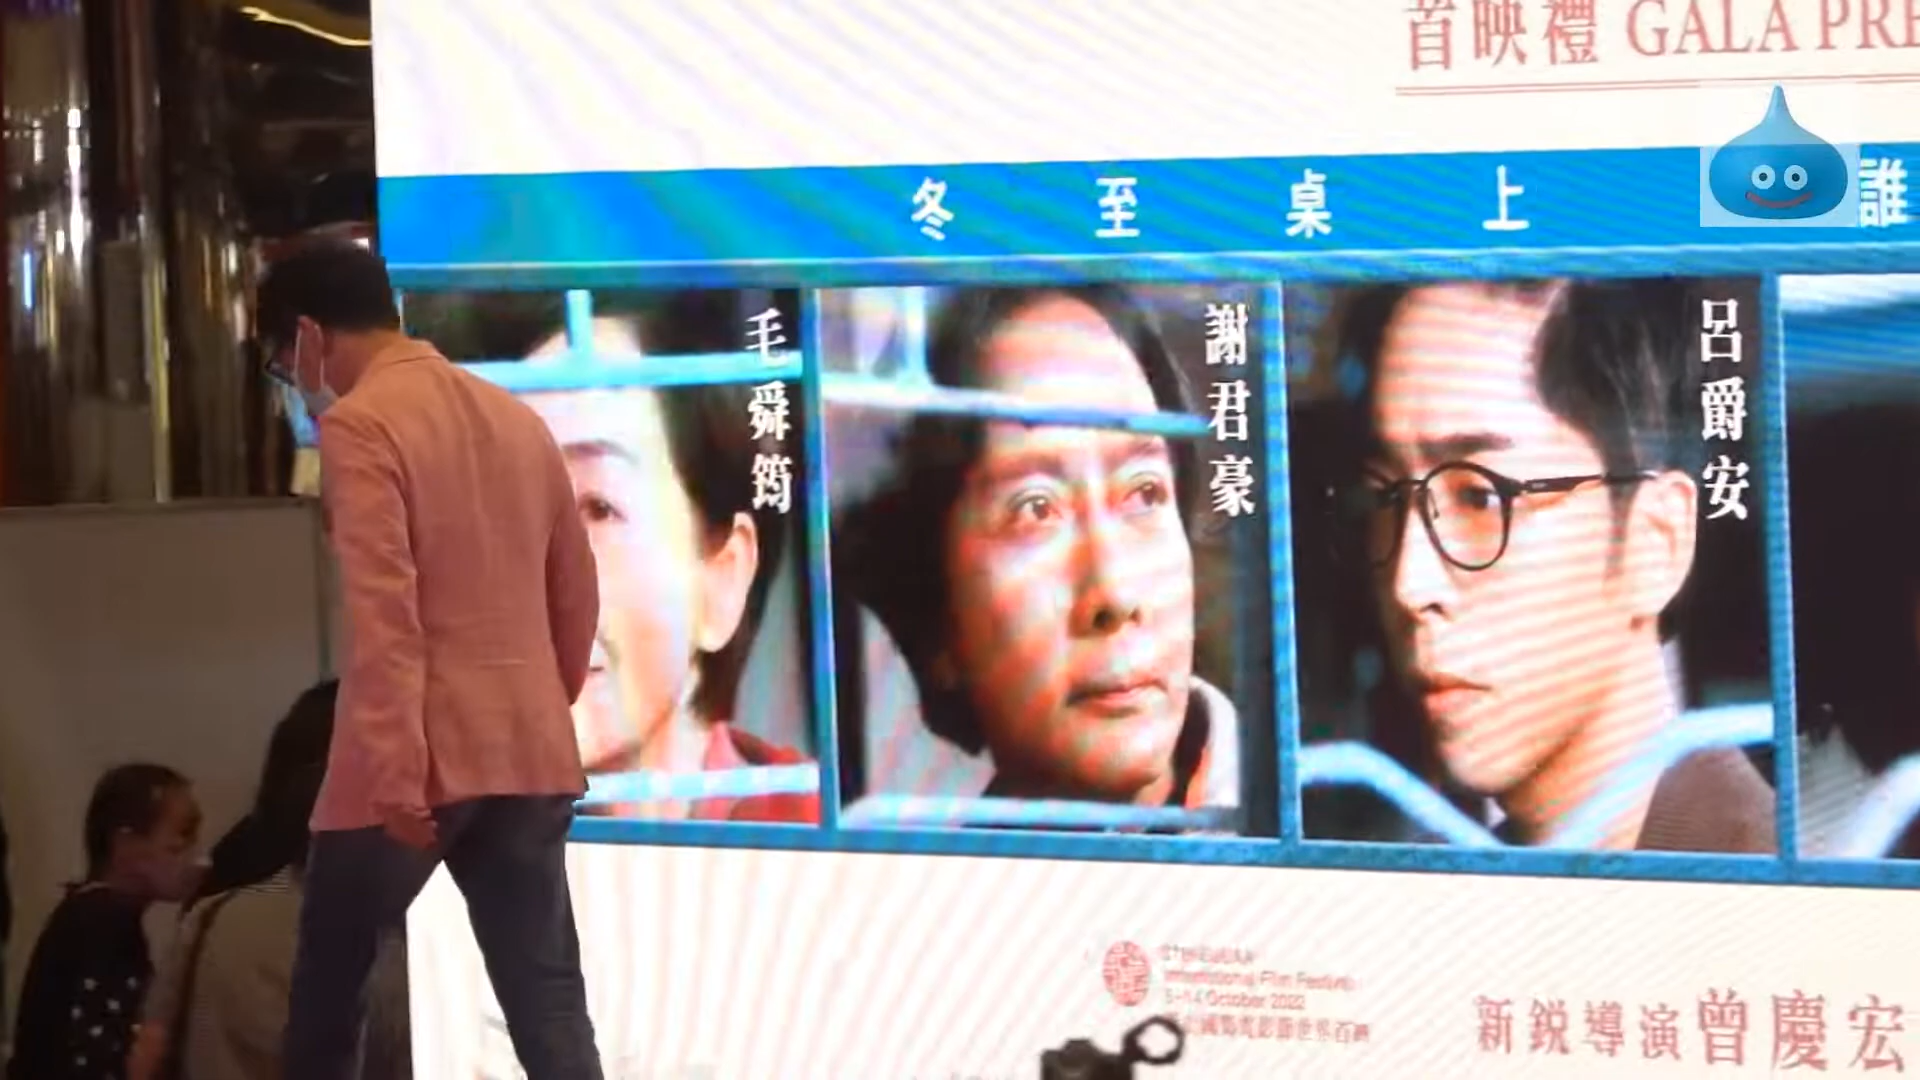 首映禮 GALA PRE
冬至桌上 誰
毛舜筠
謝君豪
呂爵安
International Film Festival
5-14 October 2022
新銳導演曾慶宏